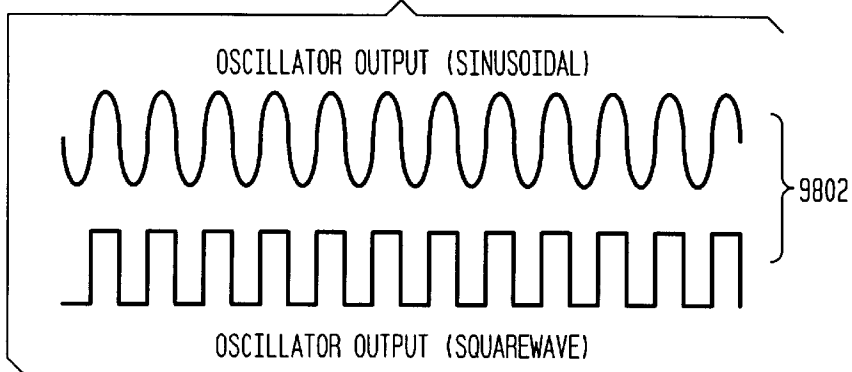 OSCILLATOR OUTPUT (SINUSOIDAL)
9802
OSCILLATOR OUTPUT (SQUAREWAVE)